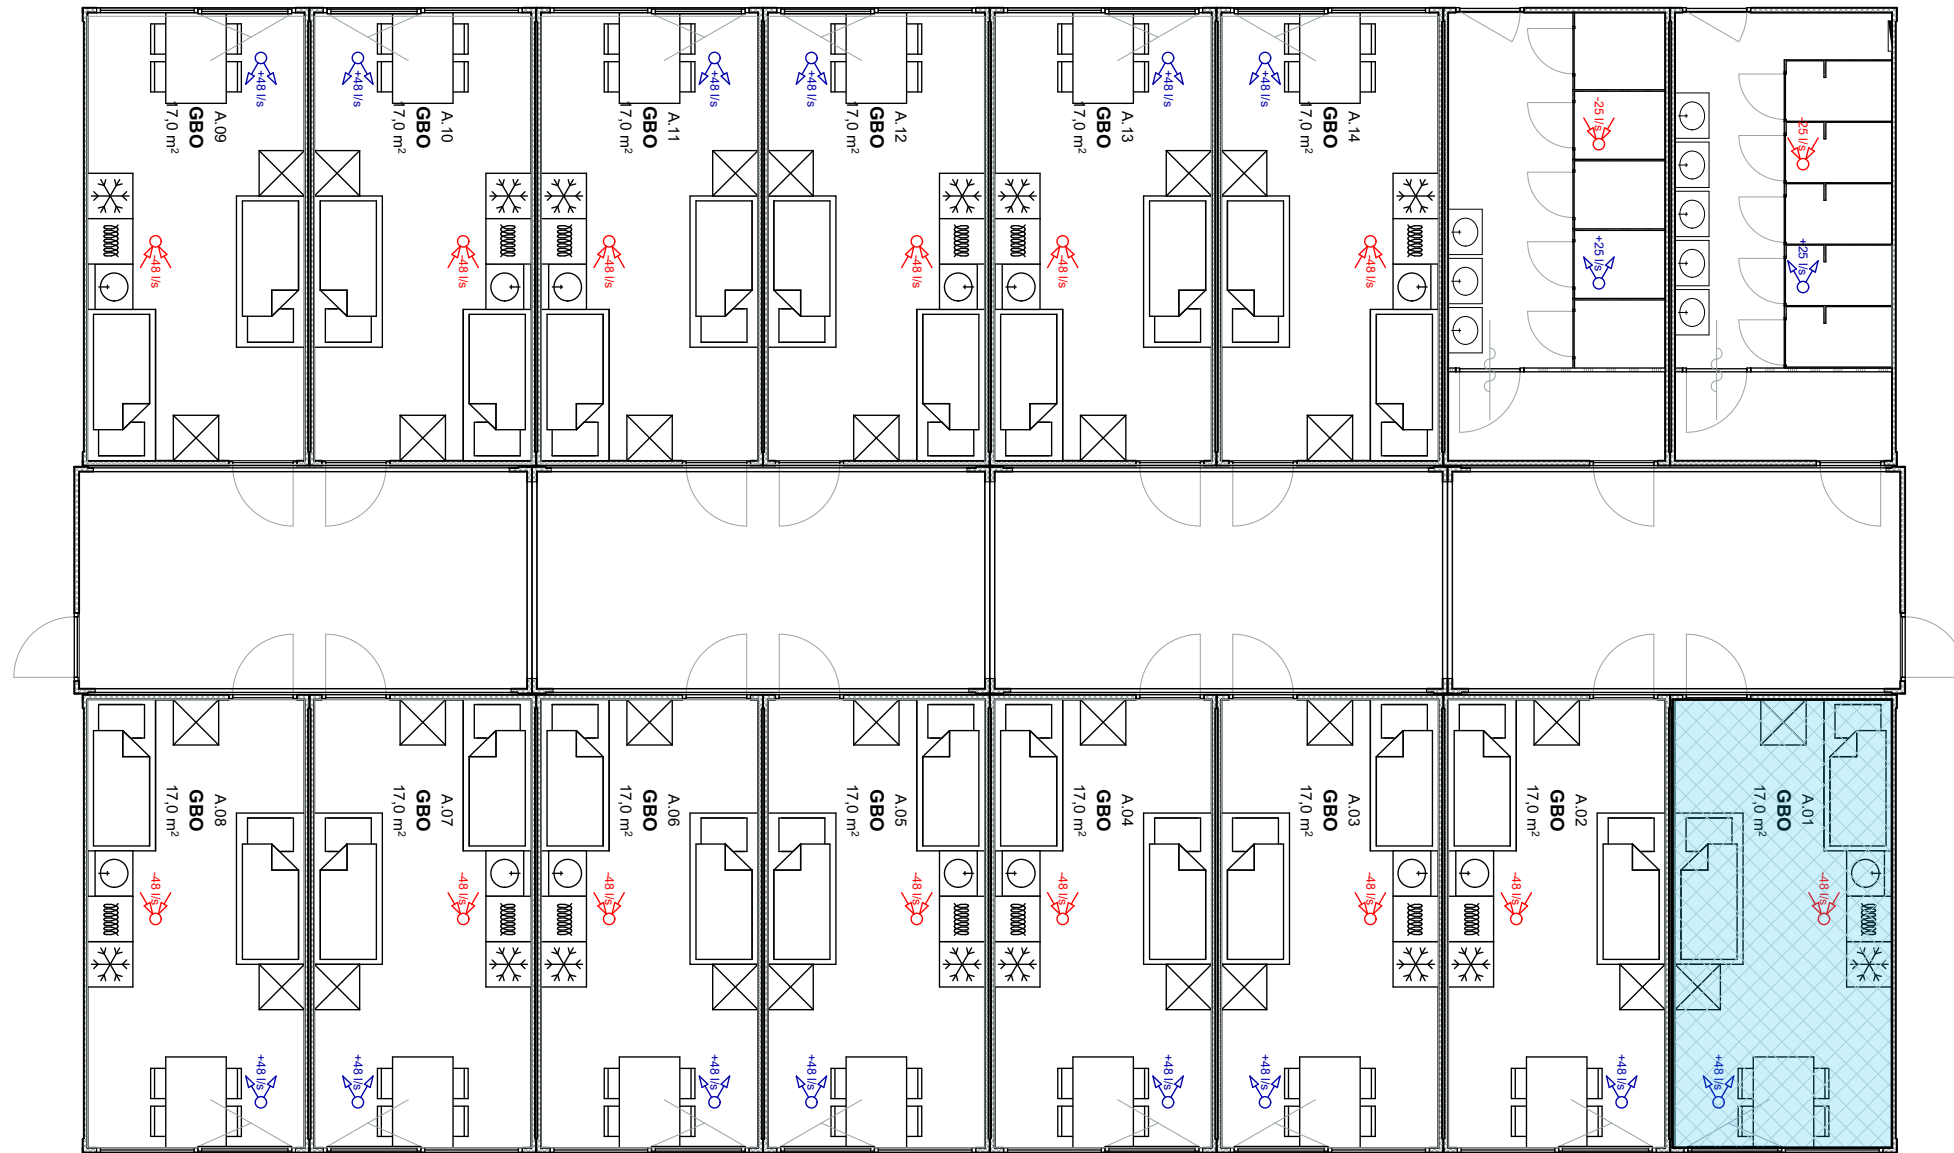 A.09
GBO
17,0 m²
+48 l/s
-48 l/s
A.10
GBO
17,0 m²
+48 l/s
-48 l/s
A.11
GBO
17,0 m²
+48 l/s
-48 l/s
A.12
GBO
17,0 m²
+48 l/s
-48 l/s
A.13
GBO
17,0 m²
+48 l/s
-48 l/s
A.14
GBO
17,0 m²
+48 l/s
-48 l/s
-25 l/s
+25 l/s
-25 l/s
+25 l/s
A.08
GBO
17,0 m²
-48 l/s
+48 l/s
A.07
GBO
17,0 m²
-48 l/s
+48 l/s
A.06
GBO
17,0 m²
-48 l/s
+48 l/s
A.05
GBO
17,0 m²
-48 l/s
+48 l/s
A.04
GBO
17,0 m²
-48 l/s
+48 l/s
A.03
GBO
17,0 m²
-48 l/s
+48 l/s
A.02
GBO
17,0 m²
-48 l/s
+48 l/s
A.01
GBO
17,0 m²
-48 l/s
+48 l/s